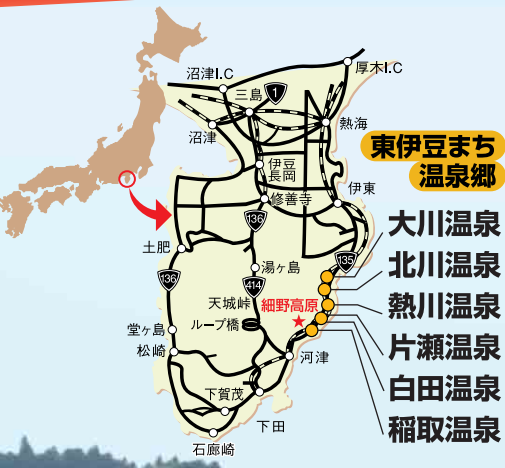 沼津I.C
厚木I.C
三島
1
沼津
熱海
東伊豆まち
温泉郷
伊豆
長岡
修善寺
伊東
136
大川温泉
土肥
135
北川温泉
湯ヶ島
136
414
熱川温泉
天城峠
細野高原
ループ橋
片瀬温泉
堂ヶ島
松崎
河津
白田温泉
下賀茂
下田
稲取温泉
石廊崎